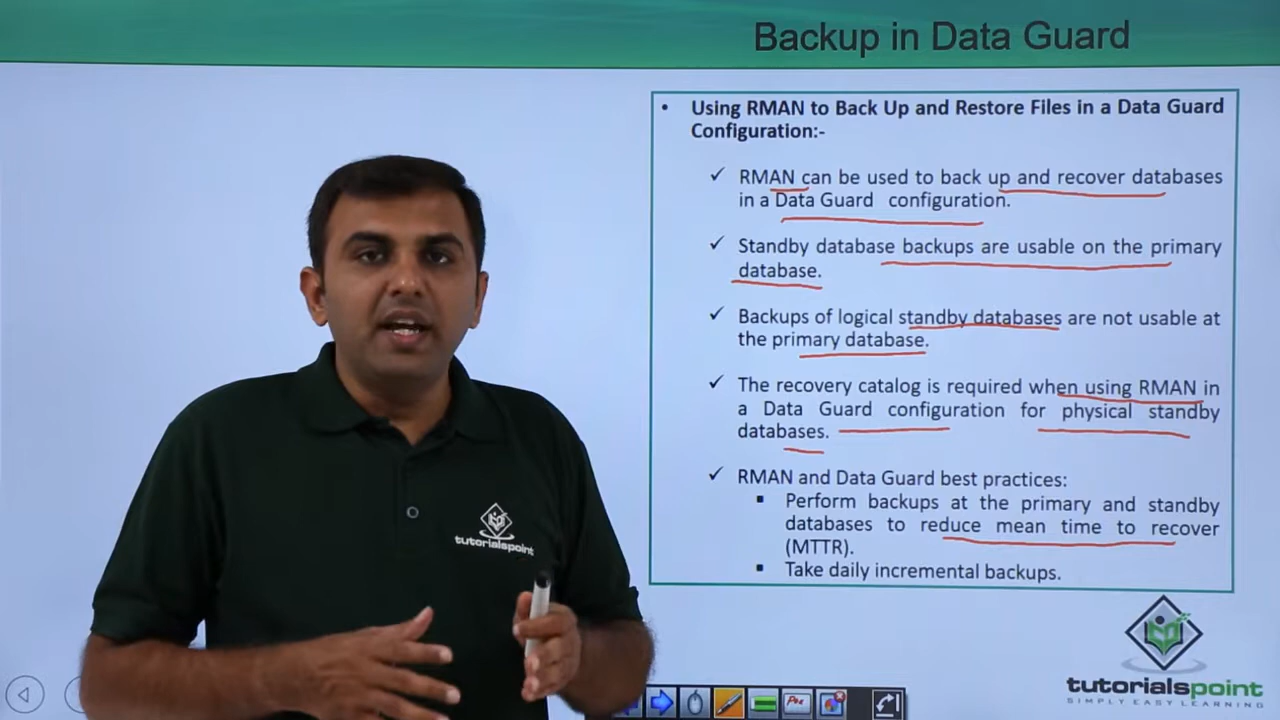 Backup in Data Guard
• Using RMAN to Back Up and Restore Files in a Data Guard
Configuration:-
✓ RMAN can be used to back up and recover databases
in a Data Guard configuration.
✓ Standby database backups are usable on the primary
database.
✓ Backups of logical standby databases are not usable at
the primary database.
✓ The recovery catalog is required when using RMAN in
a Data Guard configuration for physical standby
databases.
✓ RMAN and Data Guard best practices:
▪ Perform backups at the primary and standby
databases to reduce mean time to recover
(MTTR).
▪ Take daily incremental backups.
tutorialspoint
tutorialspoint
SIMPLY EASY LEARNING